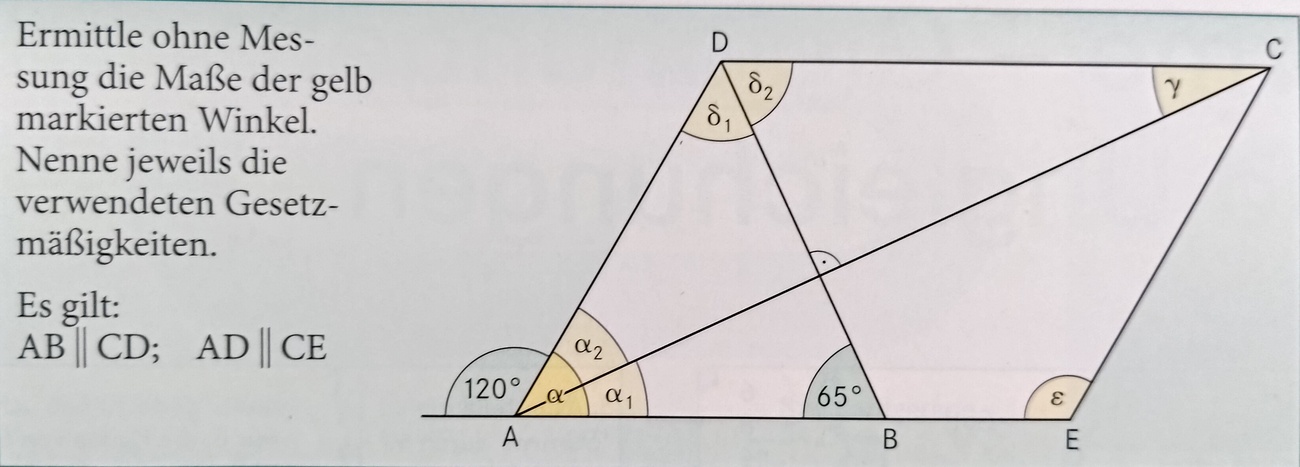 Ermittle ohne Mes-
sung die Maße der gelb
markierten Winkel.
Nenne jeweils die
verwendeten Gesetz-
mäßigkeiten.
Es gilt:
AB || CD; AD || CE
D
C
δ₂
γ
δ₁
α₂
120°
α
α₁
65°
ε
A
B
E